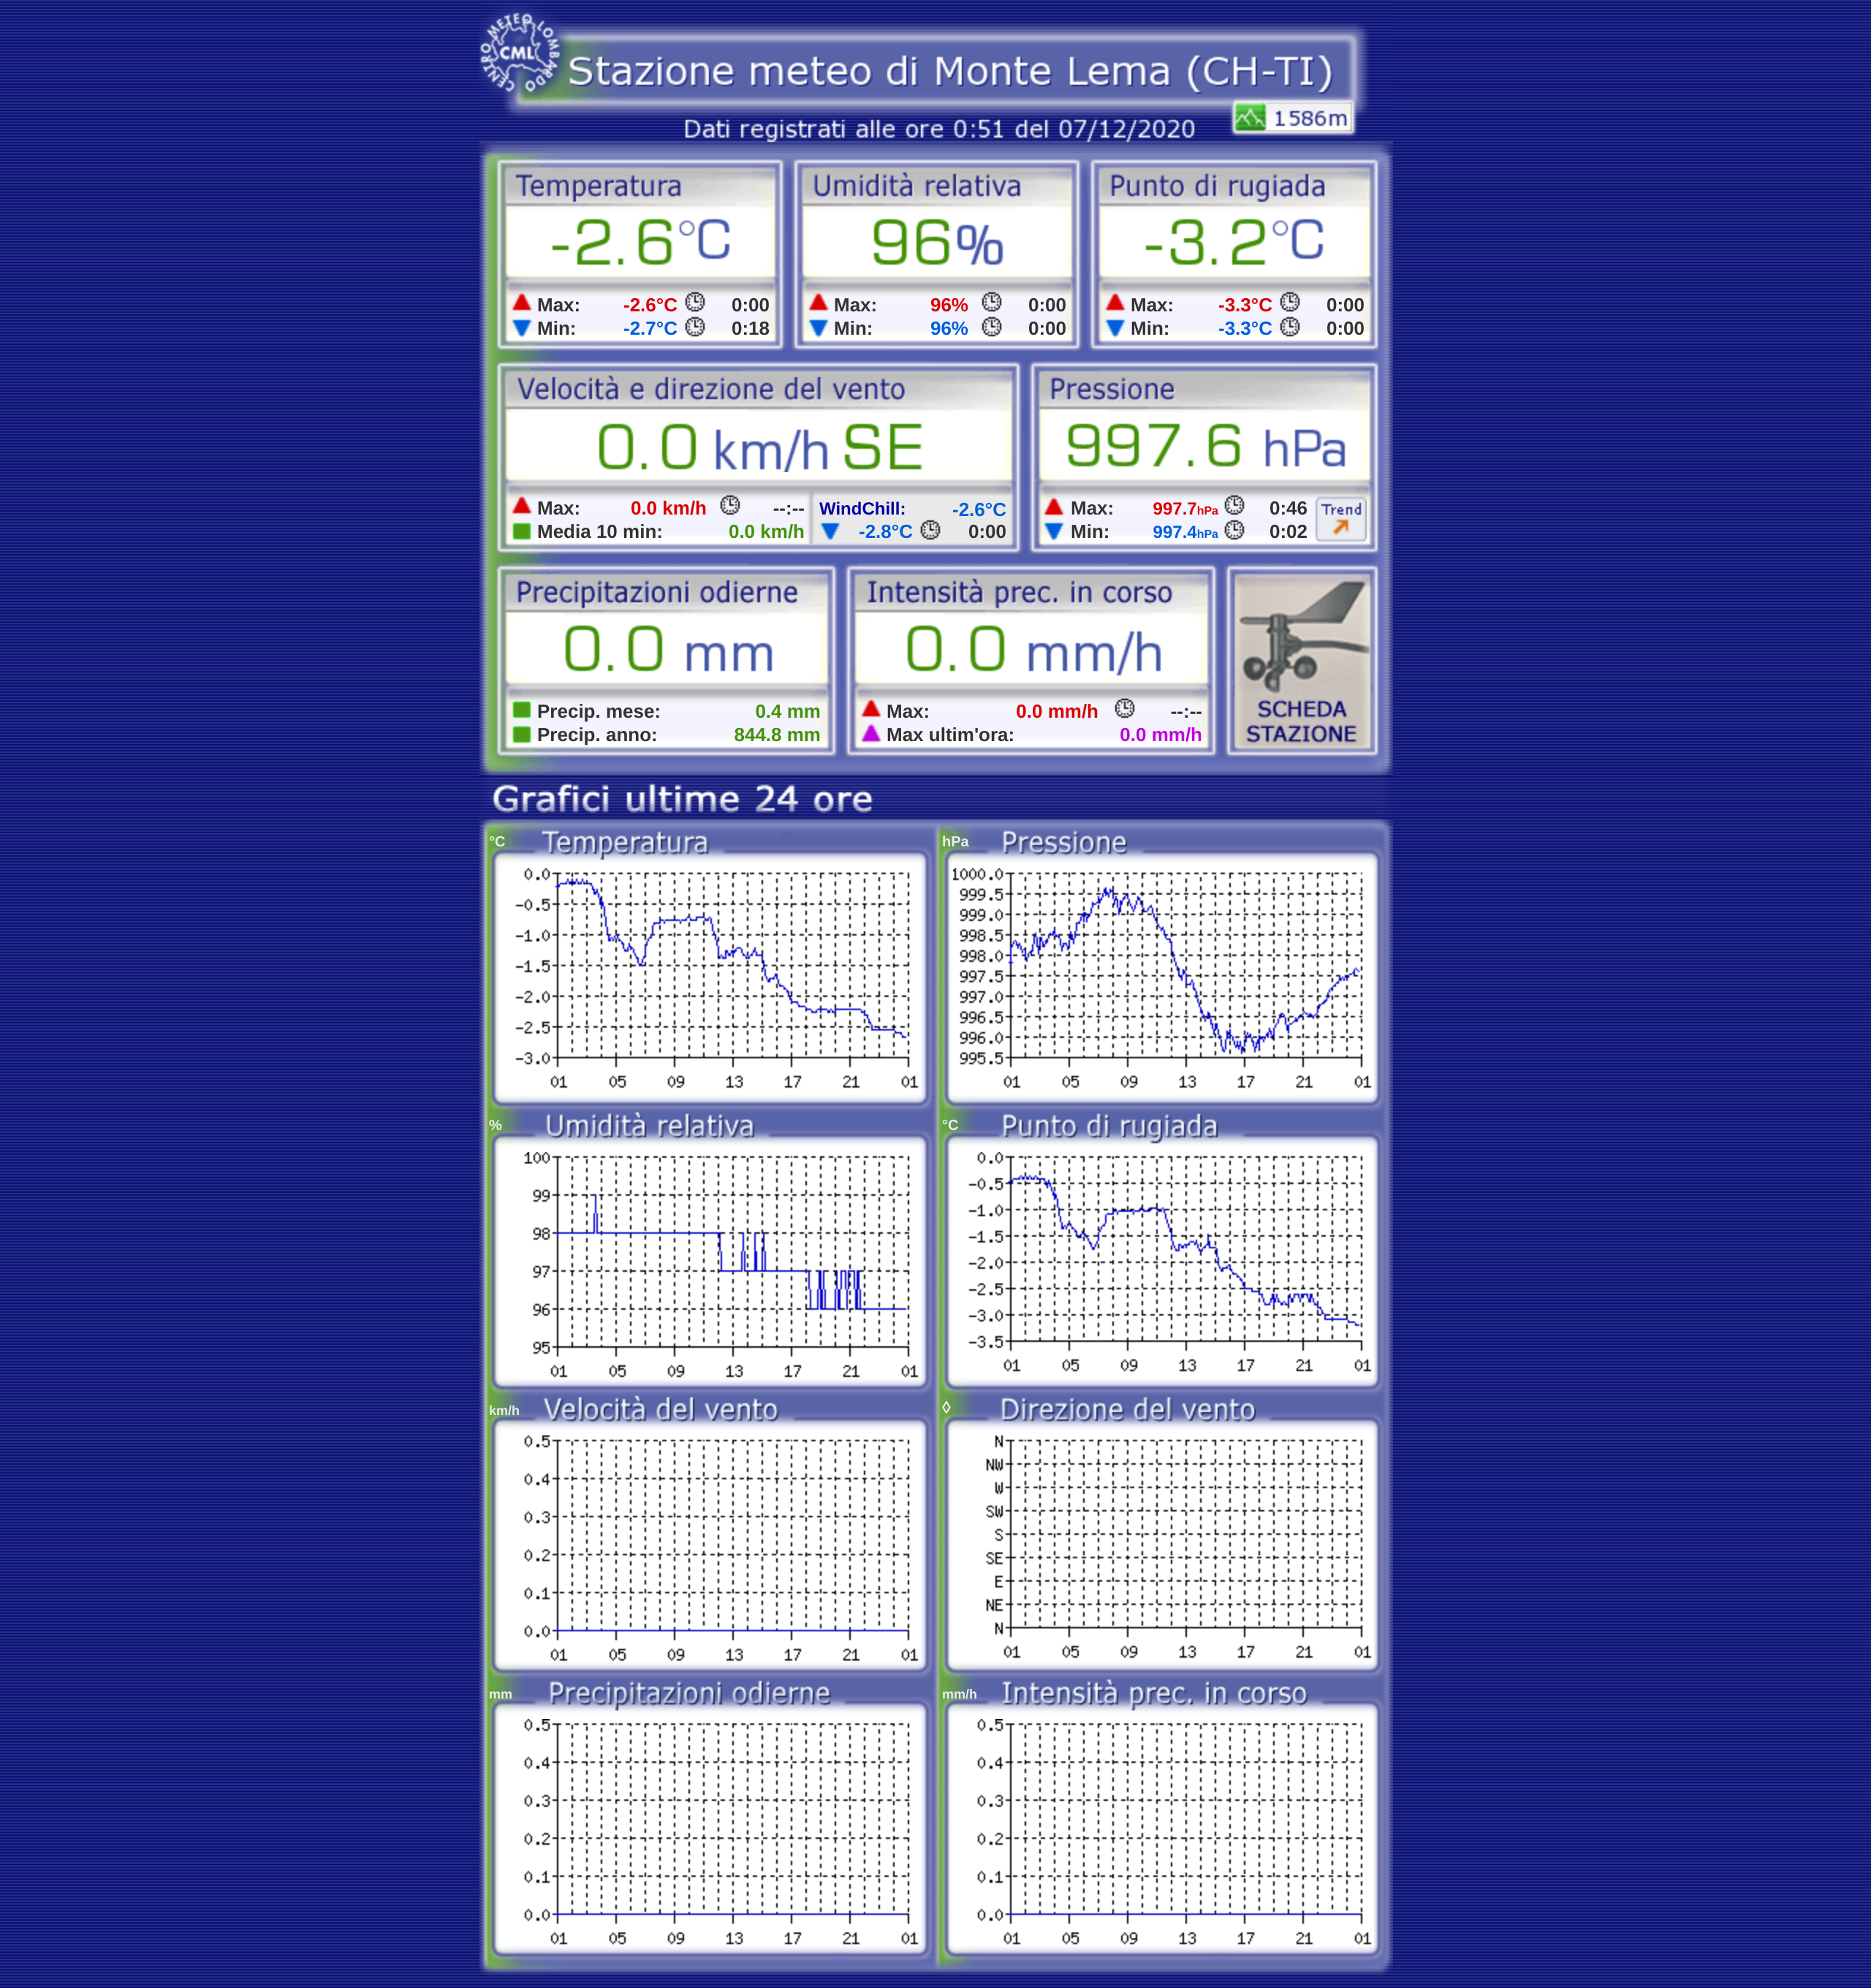 CENTRO METEO LOMBARDO
CML
Stazione meteo di Monte Lema (CH-TI)
1586m
Dati registrati alle ore 0:51 del 07/12/2020
Temperatura
-2.6°C
Max: -2.6°C 0:00
Min: -2.7°C 0:18
Umidità relativa
96%
Max: 96% 0:00
Min: 96% 0:00
Punto di rugiada
-3.2°C
Max: -3.3°C 0:00
Min: -3.3°C 0:00
Velocità e direzione del vento
0.0 km/h SE
Max: 0.0 km/h --:--
Media 10 min: 0.0 km/h
WindChill: -2.6°C
-2.8°C 0:00
Pressione
997.6 hPa
Max: 997.7hPa 0:46
Min: 997.4hPa 0:02
Trend
Precipitazioni odierne
0.0 mm
Precip. mese: 0.4 mm
Precip. anno: 844.8 mm
Intensità prec. in corso
0.0 mm/h
Max: 0.0 mm/h --:--
Max ultim'ora: 0.0 mm/h
SCHEDA
STAZIONE
Grafici ultime 24 ore
°C Temperatura
0.0
-0.5
-1.0
-1.5
-2.0
-2.5
-3.0
01 05 09 13 17 21 01
hPa Pressione
1000.0
999.5
999.0
998.5
998.0
997.5
997.0
996.5
996.0
995.5
01 05 09 13 17 21 01
% Umidità relativa
100
99
98
97
96
95
01 05 09 13 17 21 01
°C Punto di rugiada
0.0
-0.5
-1.0
-1.5
-2.0
-2.5
-3.0
-3.5
01 05 09 13 17 21 01
km/h Velocità del vento
0.5
0.4
0.3
0.2
0.1
0.0
01 05 09 13 17 21 01
◊ Direzione del vento
N
NW
W
SW
S
SE
E
NE
N
01 05 09 13 17 21 01
mm Precipitazioni odierne
0.5
0.4
0.3
0.2
0.1
0.0
01 05 09 13 17 21 01
mm/h Intensità prec. in corso
0.5
0.4
0.3
0.2
0.1
0.0
01 05 09 13 17 21 01